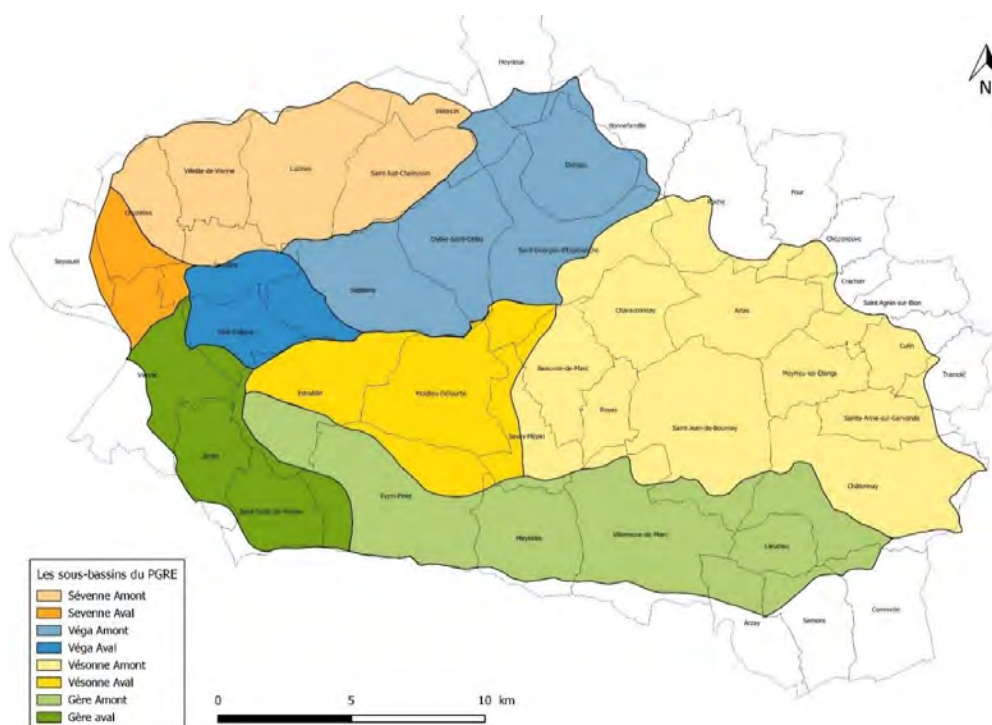 Heyrieux
N
Valencin
Bonnefamille
Diémoz
Villette-de-Vienne
Luzinay
Saint-Just-Chaleyssin
Four
Roche
Chuzelles
Chèzeneuve
Seyssuel
Oytier-Saint-Oblas
Saint-Georges-d'Espéranche
Crachier
Septème
Saint-Agnin-sur-Bion
Charantonnay
Artas
Culin
Vienne
Beauvoir-de-Marc
Meyrieu-les-Étangs
Tramolé
Estrablin
Moidieu-Détourbe
Royas
Sainte-Anne-sur-Gervonde
Saint-Jean-de-Bournay
Savas-Mépin
Jardin
Châtonnay
Eyzin-Pinet
Meyssiès
Villeneuve-de-Marc
Lieudieu
Les sous-bassins du PGRE
Sévenne Amont
Sevenne Aval
Véga Amont
Véga Aval
Vésonne Amont
Vésonne Aval
Gère Amont
Gère aval
Arzay
Semons
Commelle
0 5 10 km